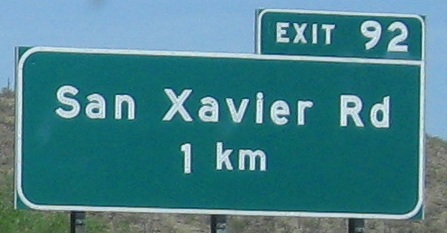 EXIT 92
San Xavier Rd
1 km